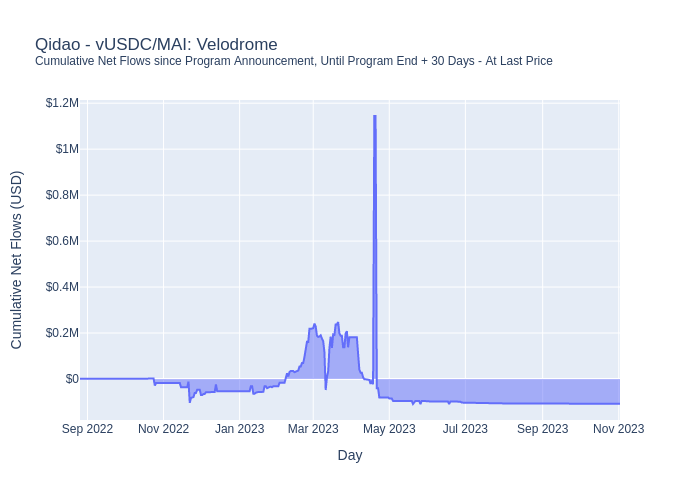 Qidao - vUSDC/MAI: Velodrome
Cumulative Net Flows since Program Announcement, Until Program End + 30 Days - At Last Price
Cumulative Net Flows (USD)
$1.2M
$1M
$0.8M
$0.6M
$0.4M
$0.2M
$0
Sep 2022 Nov 2022 Jan 2023 Mar 2023 May 2023 Jul 2023 Sep 2023 Nov 2023
Day